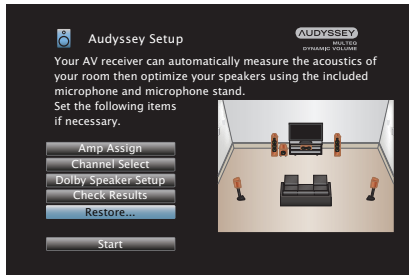 Audyssey Setup
AUDYSSEY
MULTEQ
DYNAMIC VOLUME
Your AV receiver can automatically measure the acoustics of
your room then optimize your speakers using the included
microphone and microphone stand.
Set the following items
if necessary.
Amp Assign
Channel Select
Dolby Speaker Setup
Check Results
Restore...
Start